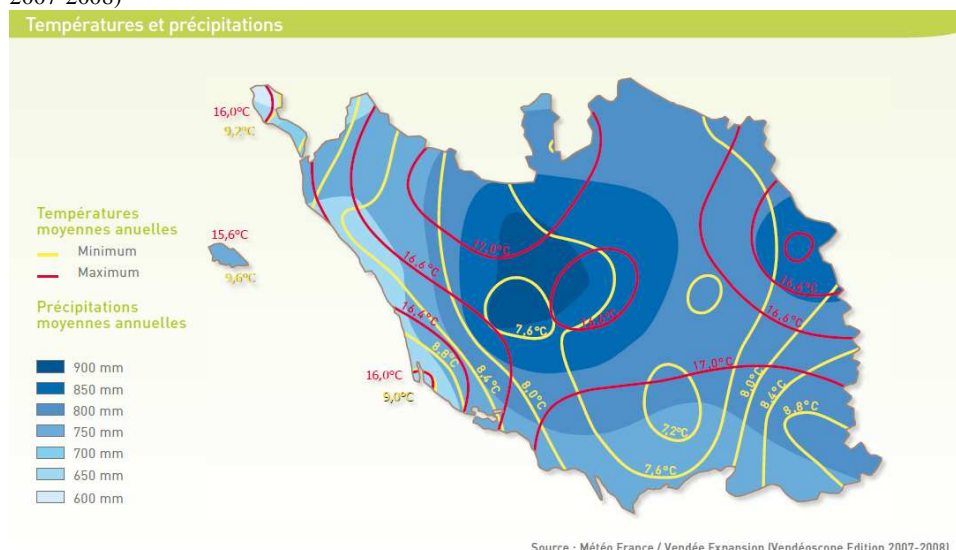 2007-2008)
Températures et précipitations
16,0°C
9,2°C
15,6°C
9,6°C
Températures
moyennes anuelles
Minimum
Maximum
Précipitations
moyennes annuelles
900 mm
850 mm
800 mm
750 mm
700 mm
650 mm
600 mm
17,0°C
16,6°C
16,4°C
8,8°C
8,4°C
8,0°C
7,6°C
16,0°C
9,0°C
16,6°C
16,6°C
17,0°C
8,0°C
8,4°C
8,8°C
7,2°C
7,6°C
Source : Météo France / Vendée Expansion (Vendéoscope Edition 2007-2008)